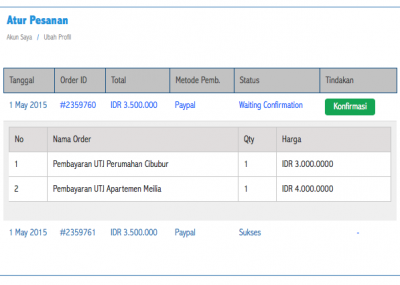 Atur Pesanan
Akun Saya / Ubah Profil
Tanggal Order ID Total Metode Pemb. Status Tindakan
1 May 2015 #2359760 IDR 3.500.000 Paypal Waiting Confirmation Konfirmasi
No Nama Order Qty Harga
1 Pembayaran UTJ Perumahan Cibubur 1 IDR 3.000.0000
2 Pembayaran UTJ Apartemen Meilia 1 IDR 4.000.0000
1 May 2015 #2359761 IDR 3.500.000 Paypal Sukses -